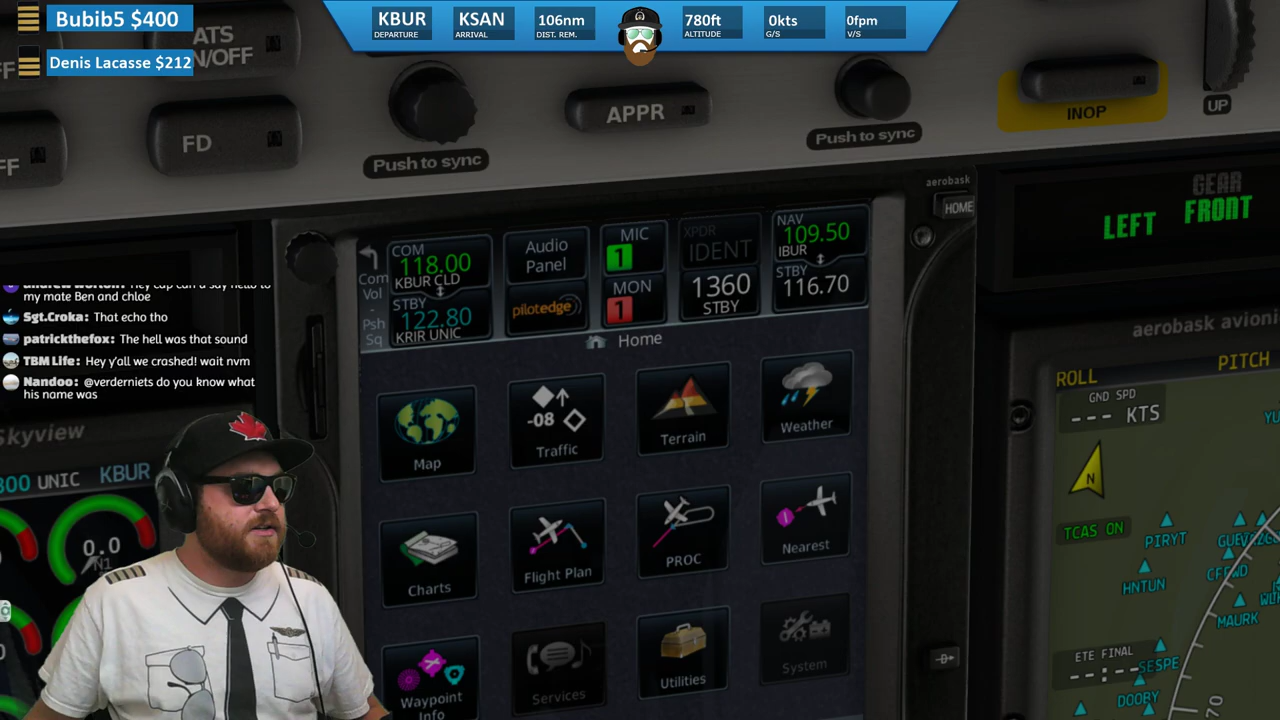 Bubib5 $400
Denis Lacasse $212
KBUR
DEPARTURE
KSAN
ARRIVAL
106nm
DIST. REM.
780ft
ALTITUDE
0kts
G/S
0fpm
V/S
ATS
N/OFF
FD
Push to sync
APPR
Push to sync
INOP
UP
GEAR
LEFT FRONT
aerobask
HOME
COM
118.00
KBUR CLD
STBY
122.80
KRIR UNIC
Com
Vol
-
Psh
Sq
Audio
Panel
pilotedge
MIC
1
MON
1
XPDR
IDENT
1360
STBY
NAV
109.50
IBUR
STBY
116.70
Home
Map
Traffic
-08
Terrain
Weather
Charts
Flight Plan
PROC
Nearest
Waypoint
Info
Services
Utilities
System
my mate Ben and chloe
Sgt.Croka: That echo tho
patrickthefox: The hell was that sound
TBM Life: Hey y'all we crashed! wait nvm
Nandoo: @verderniets do you know what
his name was
Skyview
UNIC KBUR
0.0
N1
aerobask avioni
ROLL
PITCH
GND SPD
--- KTS
N
TCAS ON
PIRYT
HNTUN
CFFWD
MAURK
ETE FINAL
--:--
SESPE
DOOBY
70